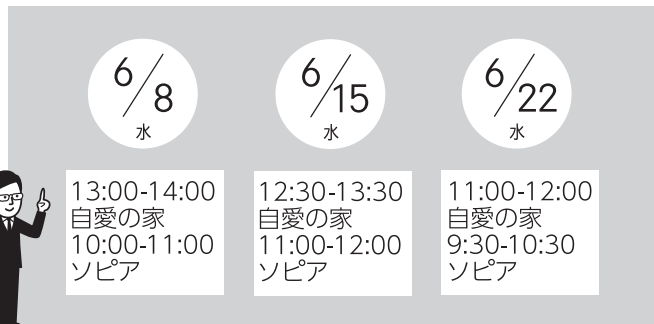 6/8
水
13:00-14:00
自愛の家
10:00-11:00
ソピア
6/15
水
12:30-13:30
自愛の家
11:00-12:00
ソピア
6/22
水
11:00-12:00
自愛の家
9:30-10:30
ソピア